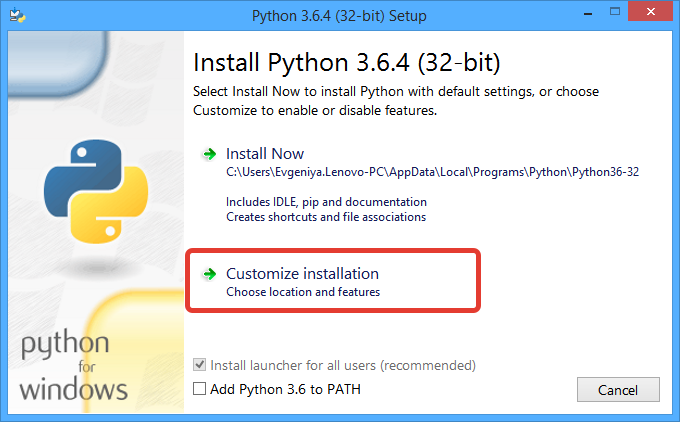 Python 3.6.4 (32-bit) Setup
Install Python 3.6.4 (32-bit)
Select Install Now to install Python with default settings, or choose
Customize to enable or disable features.
Install Now
C:\Users\Evgeniya.Lenovo-PC\AppData\Local\Programs\Python\Python36-32
Includes IDLE, pip and documentation
Creates shortcuts and file associations
Customize installation
Choose location and features
python
for
windows
Install launcher for all users (recommended)
Add Python 3.6 to PATH
Cancel